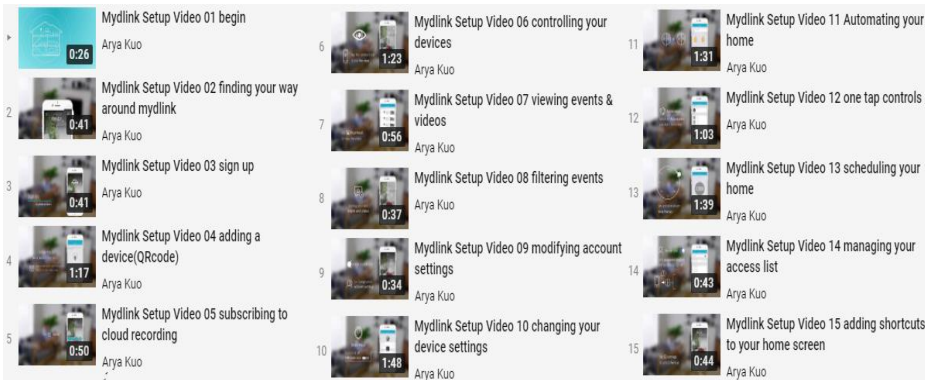 Mydlink Setup Video 01 begin
Arya Kuo
0:26
2
Mydlink Setup Video 02 finding your way
around mydlink
Arya Kuo
0:41
3
Mydlink Setup Video 03 sign up
Arya Kuo
0:41
4
Mydlink Setup Video 04 adding a
device(QRcode)
Arya Kuo
1:17
5
Mydlink Setup Video 05 subscribing to
cloud recording
Arya Kuo
0:50
6
Mydlink Setup Video 06 controlling your
devices
Arya Kuo
1:23
7
Mydlink Setup Video 07 viewing events &
videos
Arya Kuo
0:56
8
Mydlink Setup Video 08 filtering events
Arya Kuo
0:37
9
Mydlink Setup Video 09 modifying account
settings
Arya Kuo
0:34
10
Mydlink Setup Video 10 changing your
device settings
Arya Kuo
1:48
11
Mydlink Setup Video 11 Automating your
home
Arya Kuo
1:31
12
Mydlink Setup Video 12 one tap controls
Arya Kuo
1:03
13
Mydlink Setup Video 13 scheduling your
home
Arya Kuo
1:39
14
Mydlink Setup Video 14 managing your
access list
Arya Kuo
0:43
15
Mydlink Setup Video 15 adding shortcuts
to your home screen
Arya Kuo
0:44